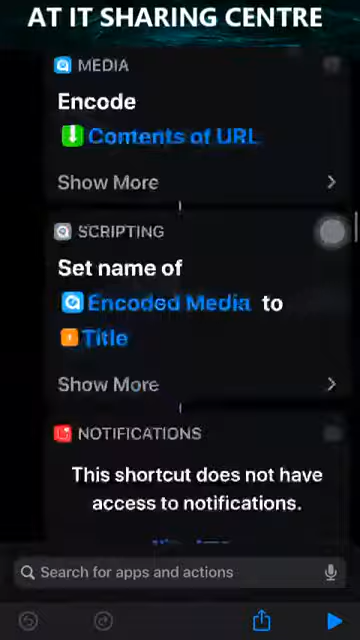 AT IT SHARING CENTRE
MEDIA
Encode
Contents of URL
Show More
SCRIPTING
Set name of
Encoded Media to
Title
Show More
NOTIFICATIONS
This shortcut does not have
access to notifications.
Search for apps and actions